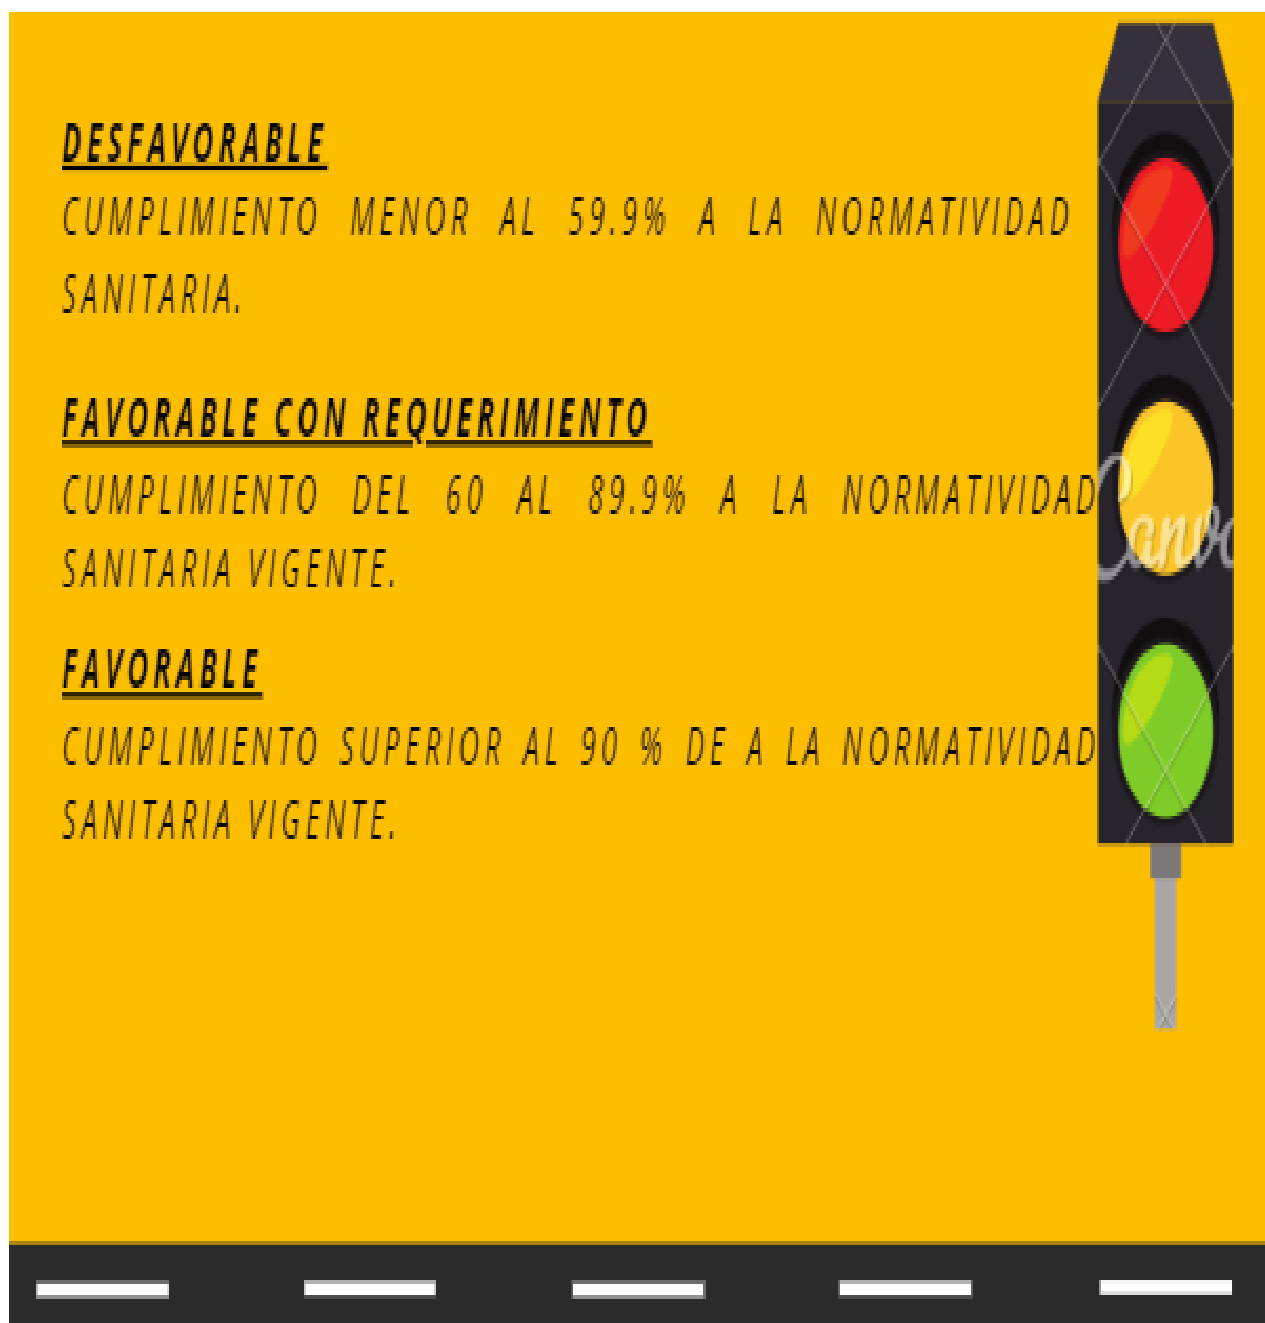 DESFAVORABLE
CUMPLIMIENTO MENOR AL 59.9% A LA NORMATIVIDAD
SANITARIA.
FAVORABLE CON REQUERIMIENTO
CUMPLIMIENTO DEL 60 AL 89.9% A LA NORMATIVIDAD
SANITARIA VIGENTE.
FAVORABLE
CUMPLIMIENTO SUPERIOR AL 90 % DE A LA NORMATIVIDAD
SANITARIA VIGENTE.
Canva